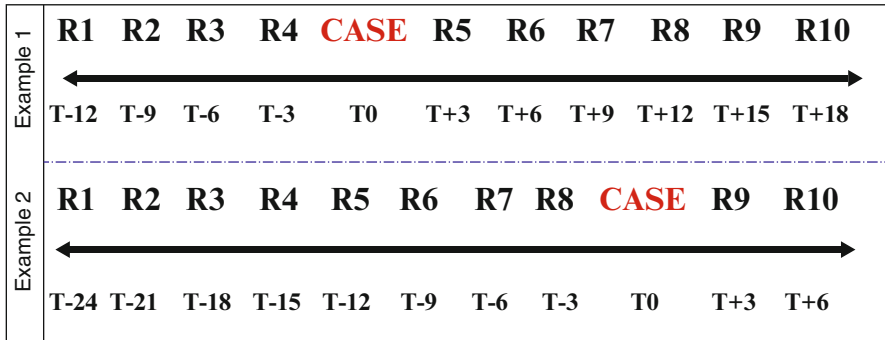 Example 1
R1 R2 R3 R4 CASE R5 R6 R7 R8 R9 R10
T-12 T-9 T-6 T-3 T0 T+3 T+6 T+9 T+12 T+15 T+18
Example 2
R1 R2 R3 R4 R5 R6 R7 R8 CASE R9 R10
T-24 T-21 T-18 T-15 T-12 T-9 T-6 T-3 T0 T+3 T+6